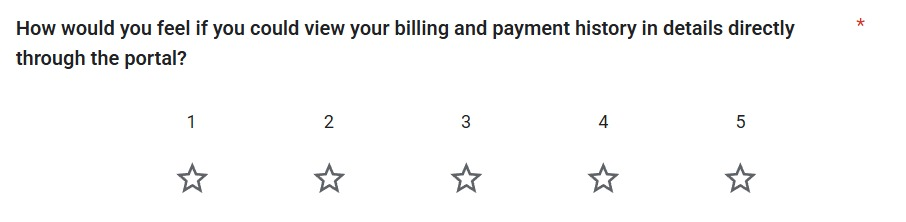 How would you feel if you could view your billing and payment history in details directly *
through the portal?
1 2 3 4 5